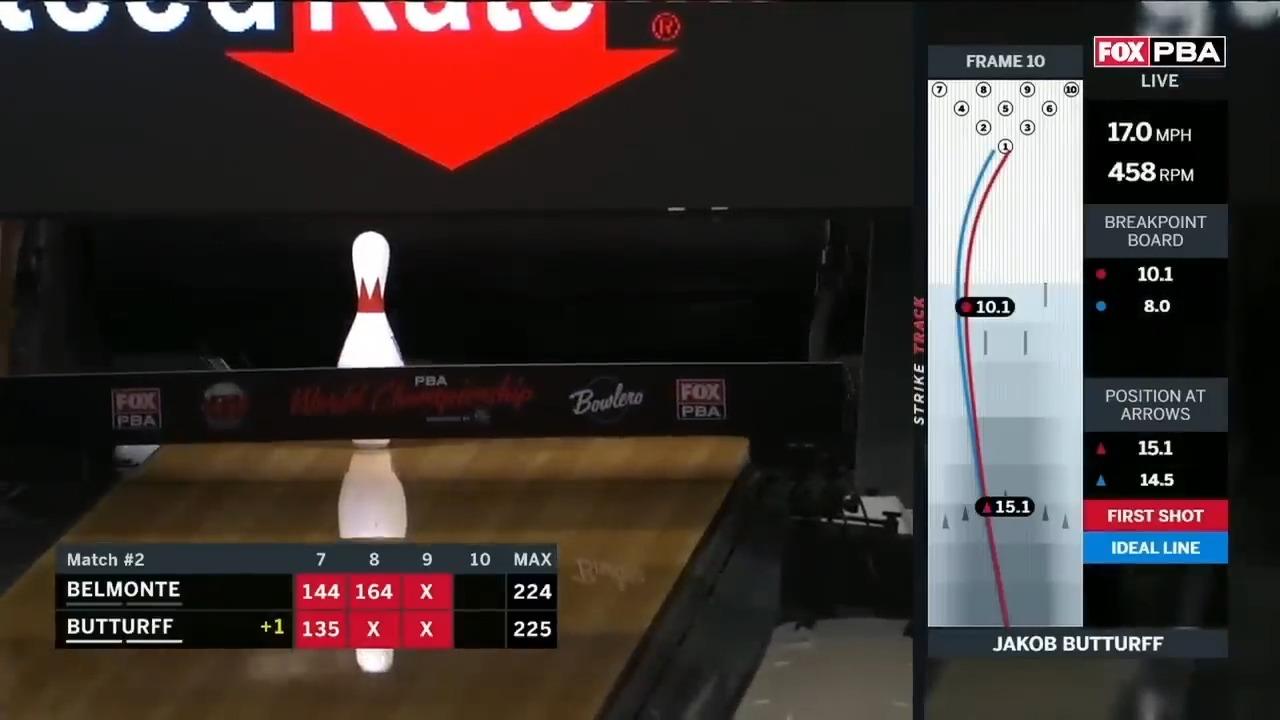 Rate
®
FOX PBA
LIVE
FRAME 10
7 8 9 10
4 5 6
2 3
1
17.0 MPH
458 RPM
BREAKPOINT
BOARD
10.1
8.0
10.1
STRIKE TRACK
POSITION AT
ARROWS
15.1
14.5
15.1
FIRST SHOT
IDEAL LINE
JAKOB BUTTURFF
FOX
PBA
PBA
World Championship
Bowlero
FOX
PBA
Match #2 7 8 9 10 MAX
BELMONTE 144 164 X 224
BUTTURFF +1 135 X X 225